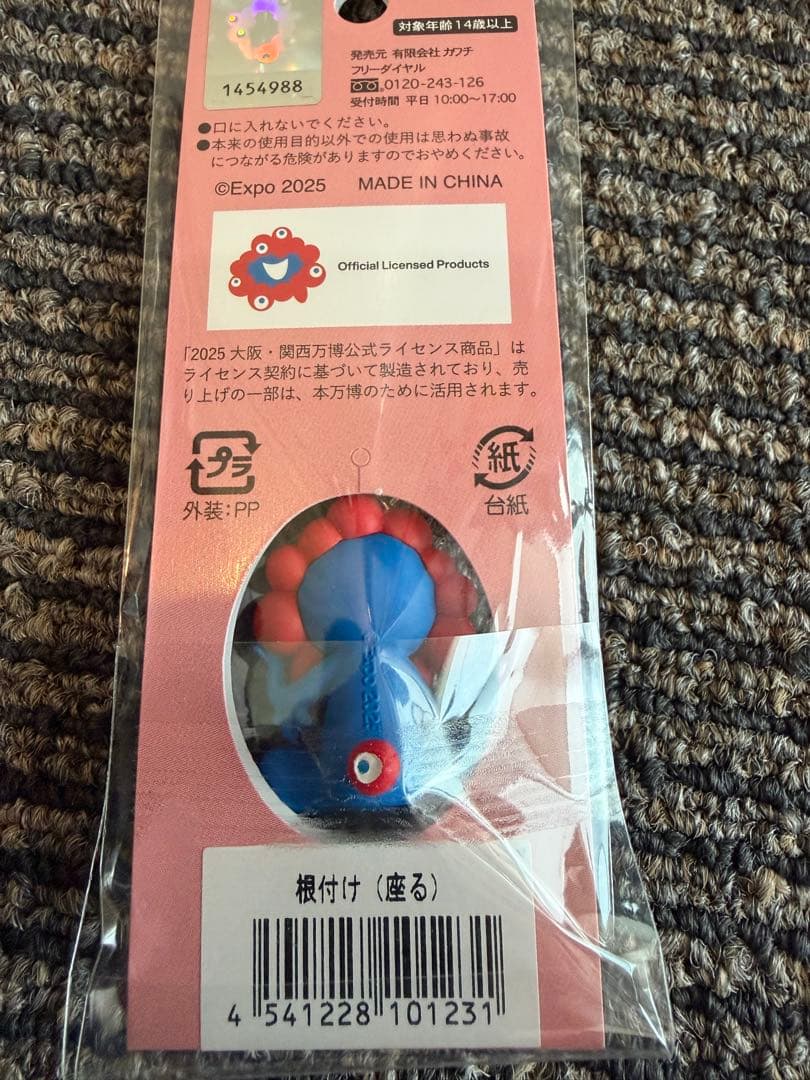 対象年齢14歳以上
1454988
発売元 有限会社 ガワチ
フリーダイヤル
0120-243-126
受付時間 平日 10:00〜17:00
●口に入れないでください。
●本来の使用目的以外での使用は思わぬ事故
につながる危険がありますのでおやめください。
©Expo 2025 MADE IN CHINA
Official Licensed Products
「2025 大阪・関西万博公式ライセンス商品」は
ライセンス契約に基づいて製造されており、売
り上げの一部は、本万博のために活用されます。
プラ
外装:PP
紙
台紙
根付け（座る）
4 541228 101231